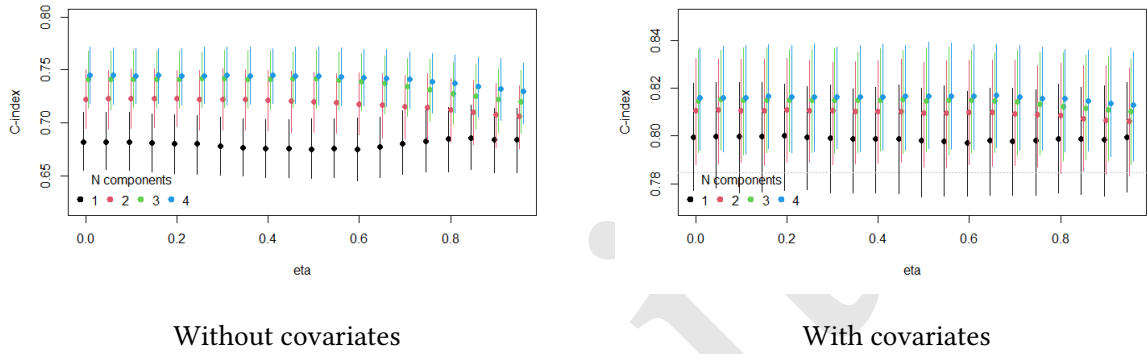 0.80
0.75
0.70
0.65
C-index
N components
1 2 3 4
0.0 0.2 0.4 0.6 0.8
eta
Without covariates
0.84
0.82
0.80
0.78
C-index
N components
1 2 3 4
0.0 0.2 0.4 0.6 0.8
eta
With covariates